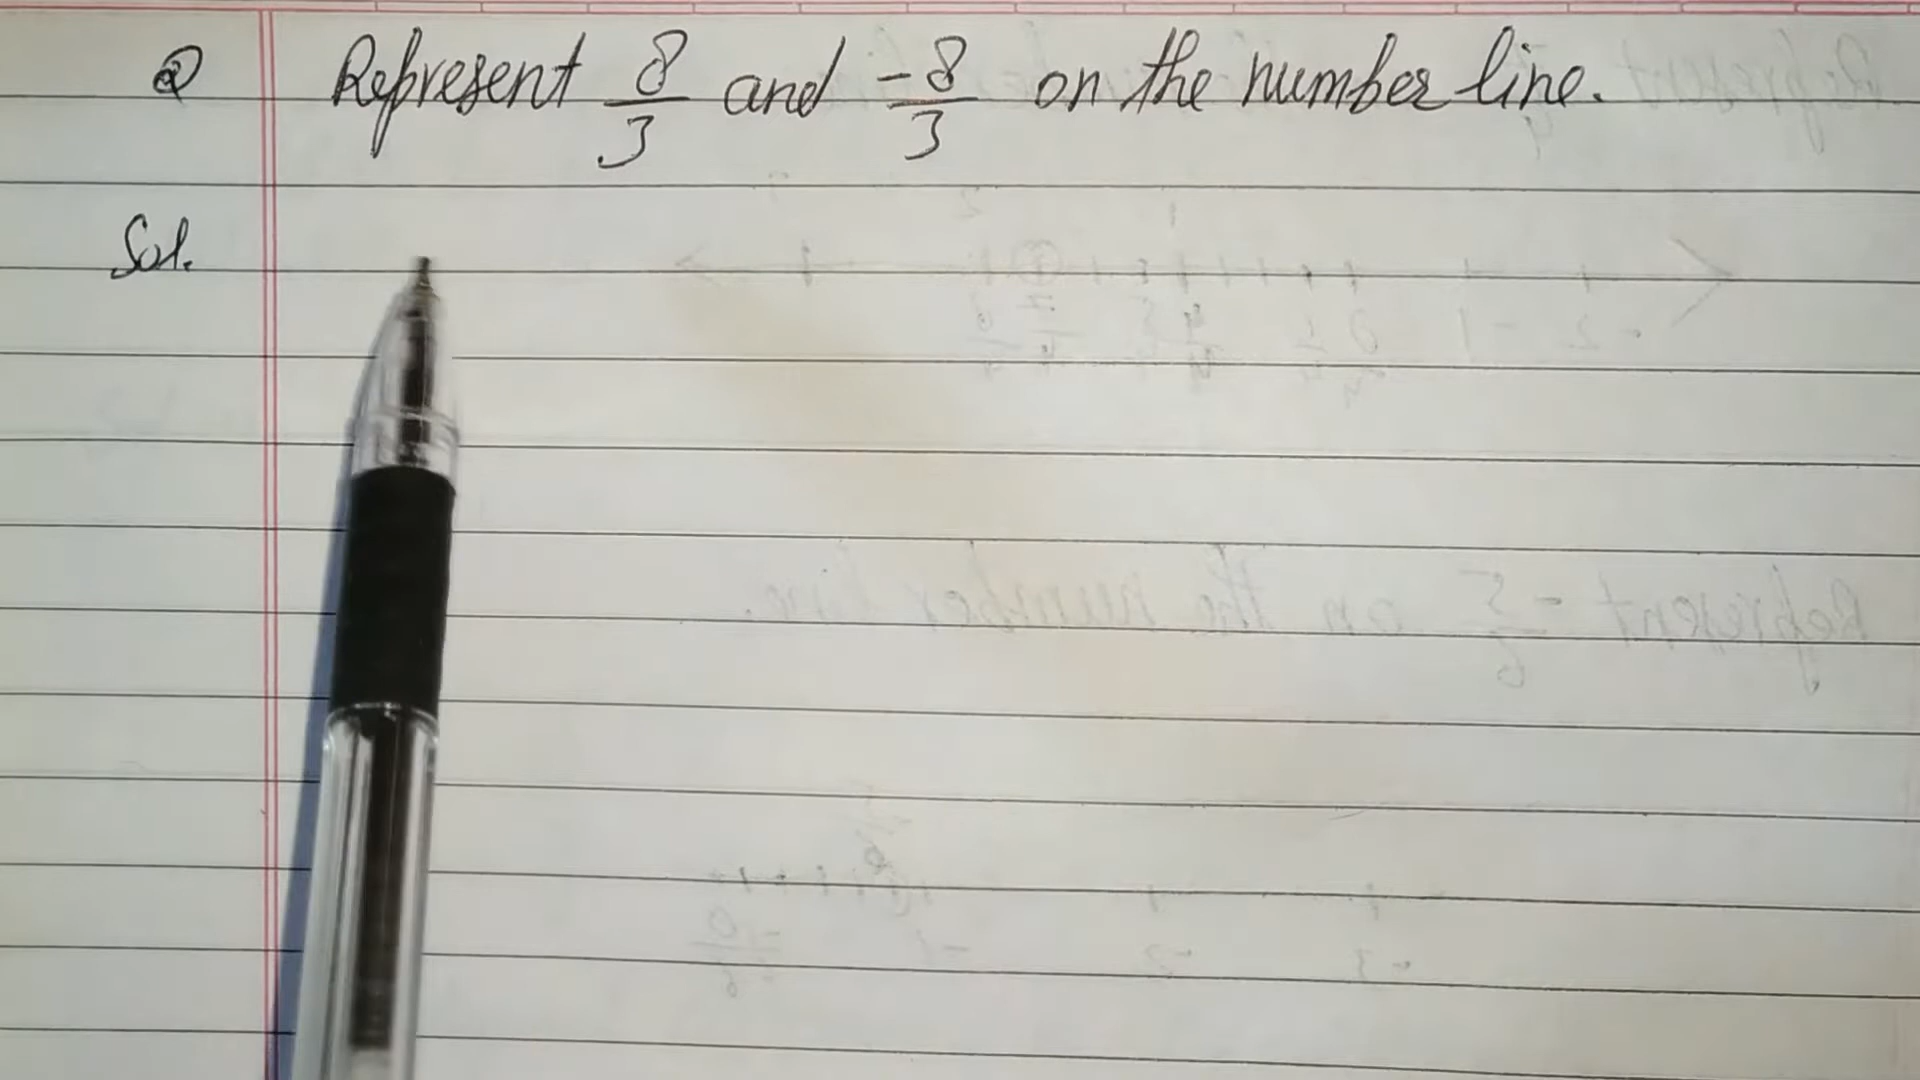 Q Represent 8/3 and -8/3 on the number line.
Sol.